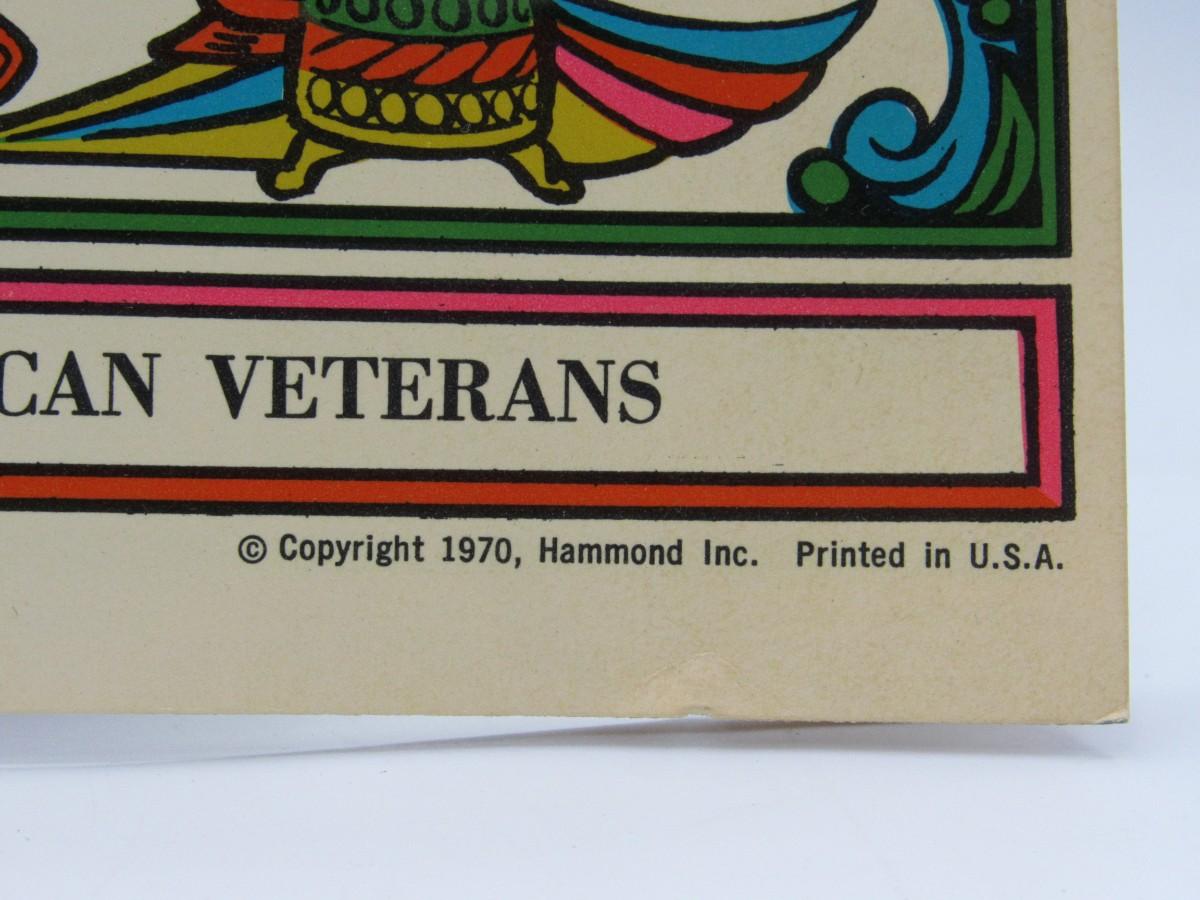 CAN VETERANS
© Copyright 1970, Hammond Inc. Printed in U.S.A.